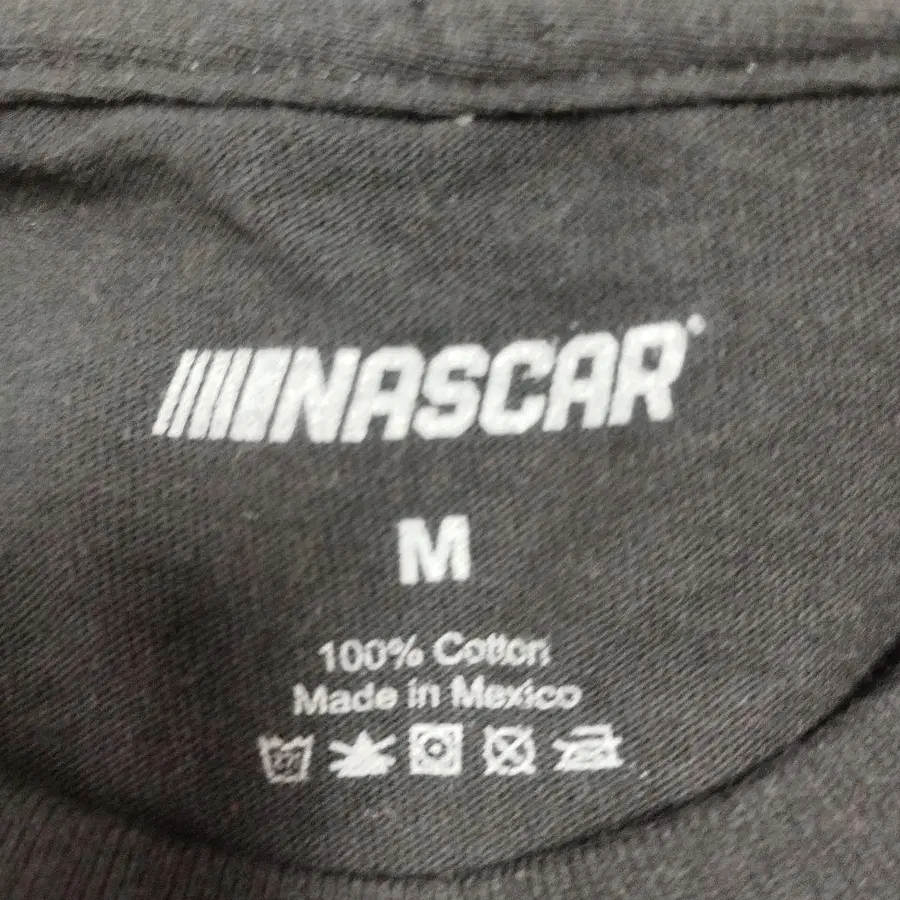 NASCAR
M
100% Cotton
Made in Mexico